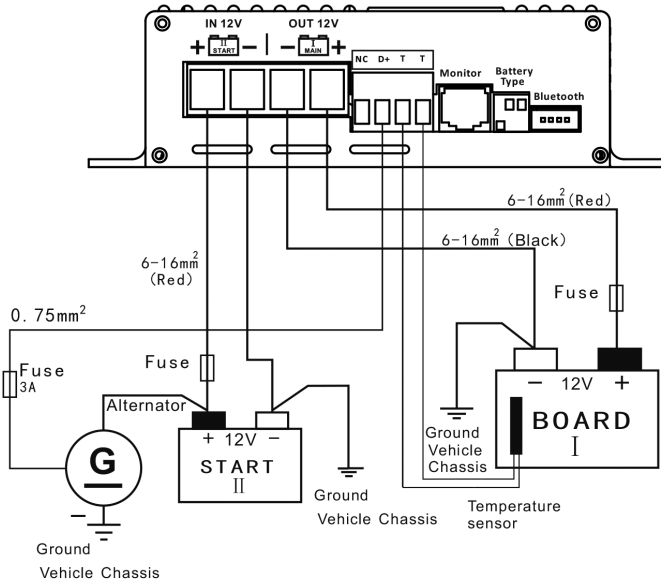 IN 12V OUT 12V
+ II START − | − I MAIN +
NC D+ T T
Monitor
Battery
Type
Bluetooth
6-16mm² (Red)
6-16mm² (Black)
6-16mm²
(Red)
0.75mm²
Fuse
Fuse
3A
Fuse
Alternator
− 12V +
BOARD
I
+ 12V −
START
II
G
−
Ground
Vehicle
Chassis
Temperature
sensor
Ground
Vehicle Chassis
Ground
Vehicle Chassis